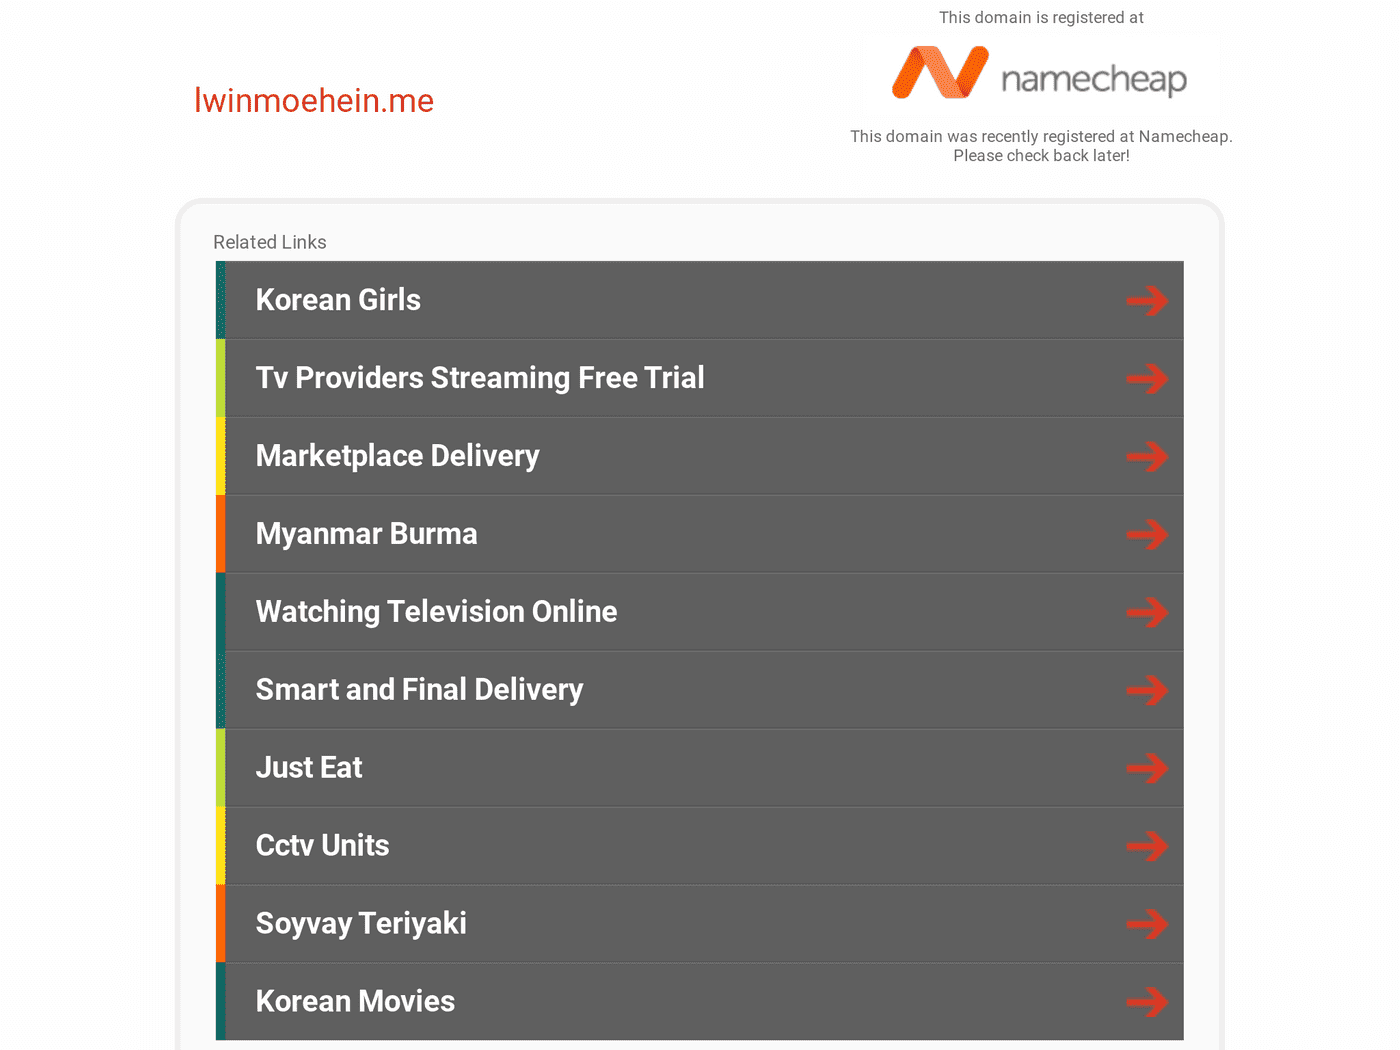 This domain is registered at
namecheap
lwinmoehein.me
This domain was recently registered at Namecheap.
Please check back later!
Related Links
Korean Girls
Tv Providers Streaming Free Trial
Marketplace Delivery
Myanmar Burma
Watching Television Online
Smart and Final Delivery
Just Eat
Cctv Units
Soyvay Teriyaki
Korean Movies